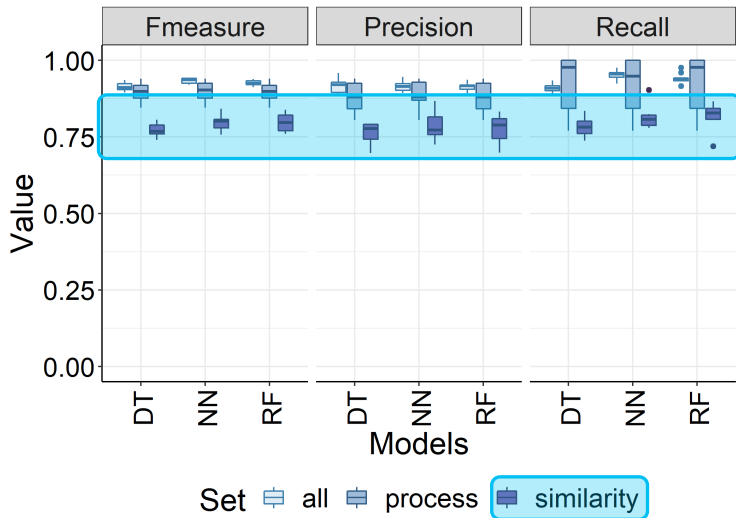 Fmeasure Precision Recall
1.00
0.75
0.50
0.25
0.00
Value
DT NN RF DT NN RF DT NN RF
Models
Set all process similarity